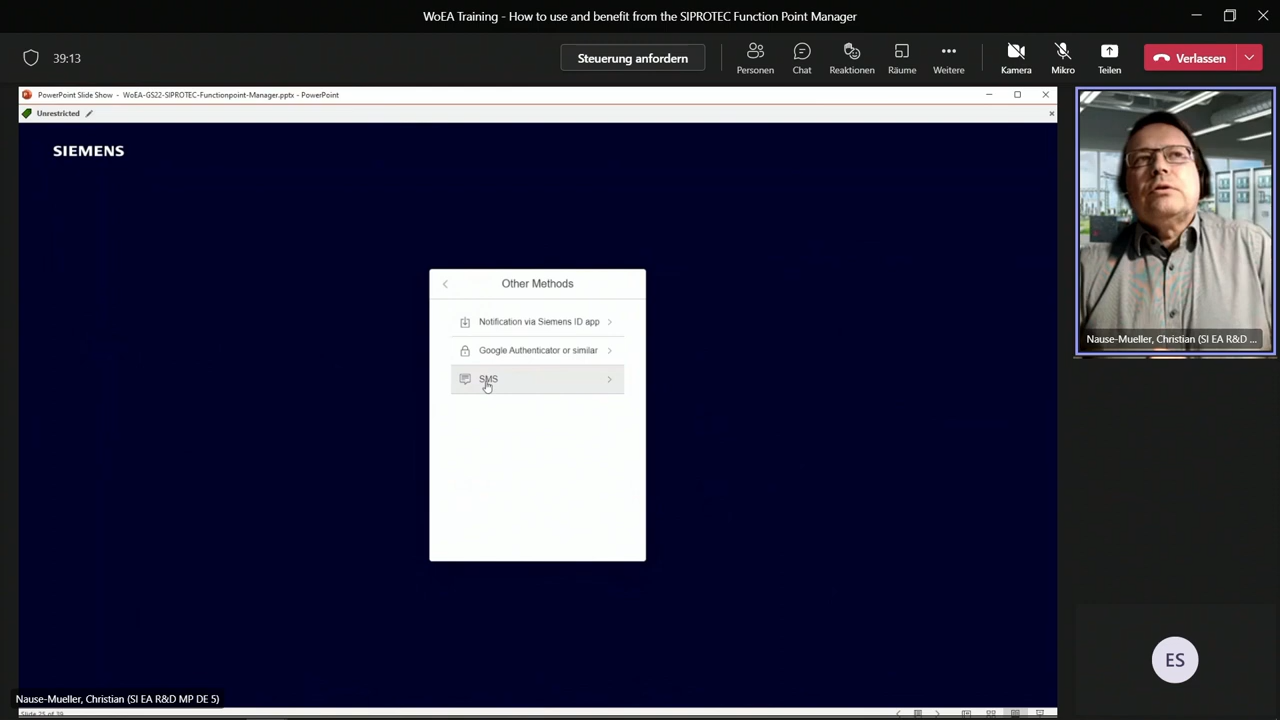 WoEA Training - How to use and benefit from the SIPROTEC Function Point Manager
39:13
Steuerung anfordern
Personen
Chat
Reaktionen
Räume
Weitere
Kamera
Mikro
Teilen
Verlassen
PowerPoint Slide Show - WoEA-GS22-SIPROTEC-Functionpoint-Manager.pptx - PowerPoint
Unrestricted
SIEMENS
Other Methods
Notification via Siemens ID app
Google Authenticator or similar
SMS
Nause-Mueller, Christian (SI EA R&D ...
ES
Nause-Mueller, Christian (SI EA R&D MP DE 5)